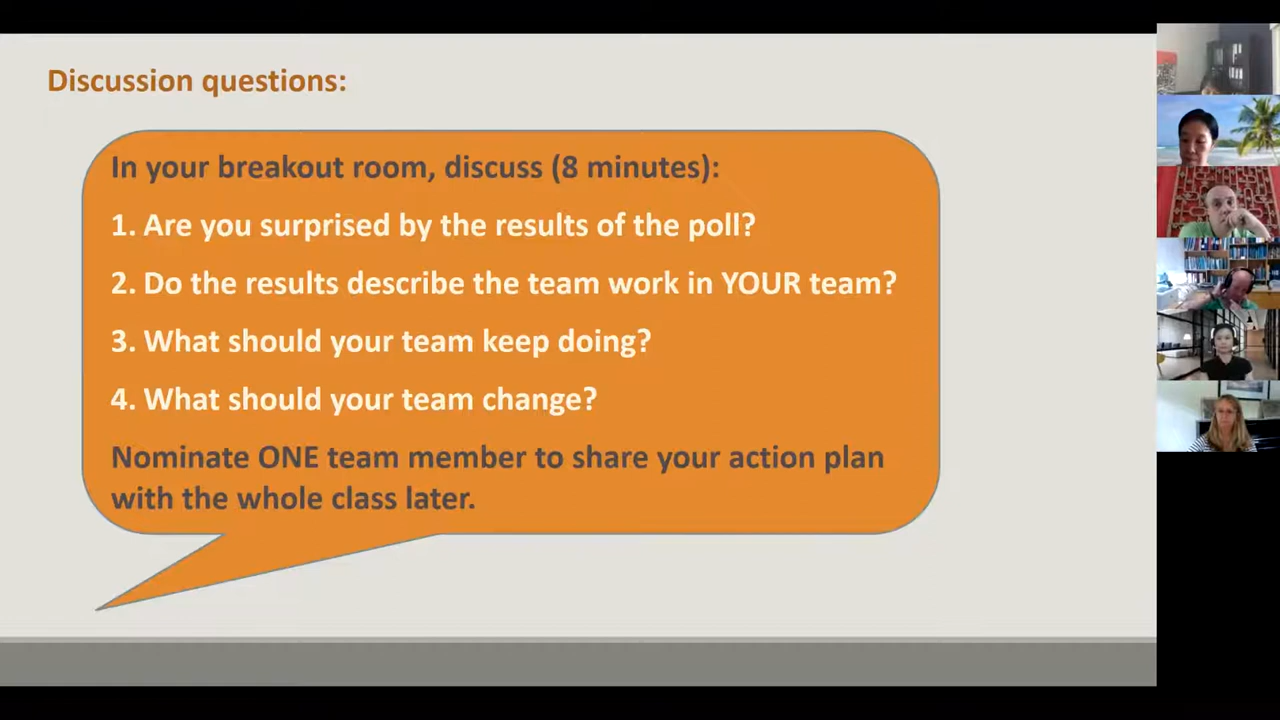 Discussion questions:
In your breakout room, discuss (8 minutes):
1. Are you surprised by the results of the poll?
2. Do the results describe the team work in YOUR team?
3. What should your team keep doing?
4. What should your team change?
Nominate ONE team member to share your action plan
with the whole class later.